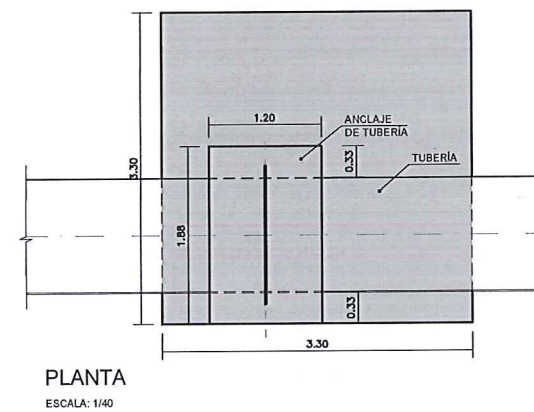 1.20
ANCLAJE
DE TUBERÍA
0.33
TUBERÍA
3.30
1.88
0.33
3.30
PLANTA
ESCALA: 1/40